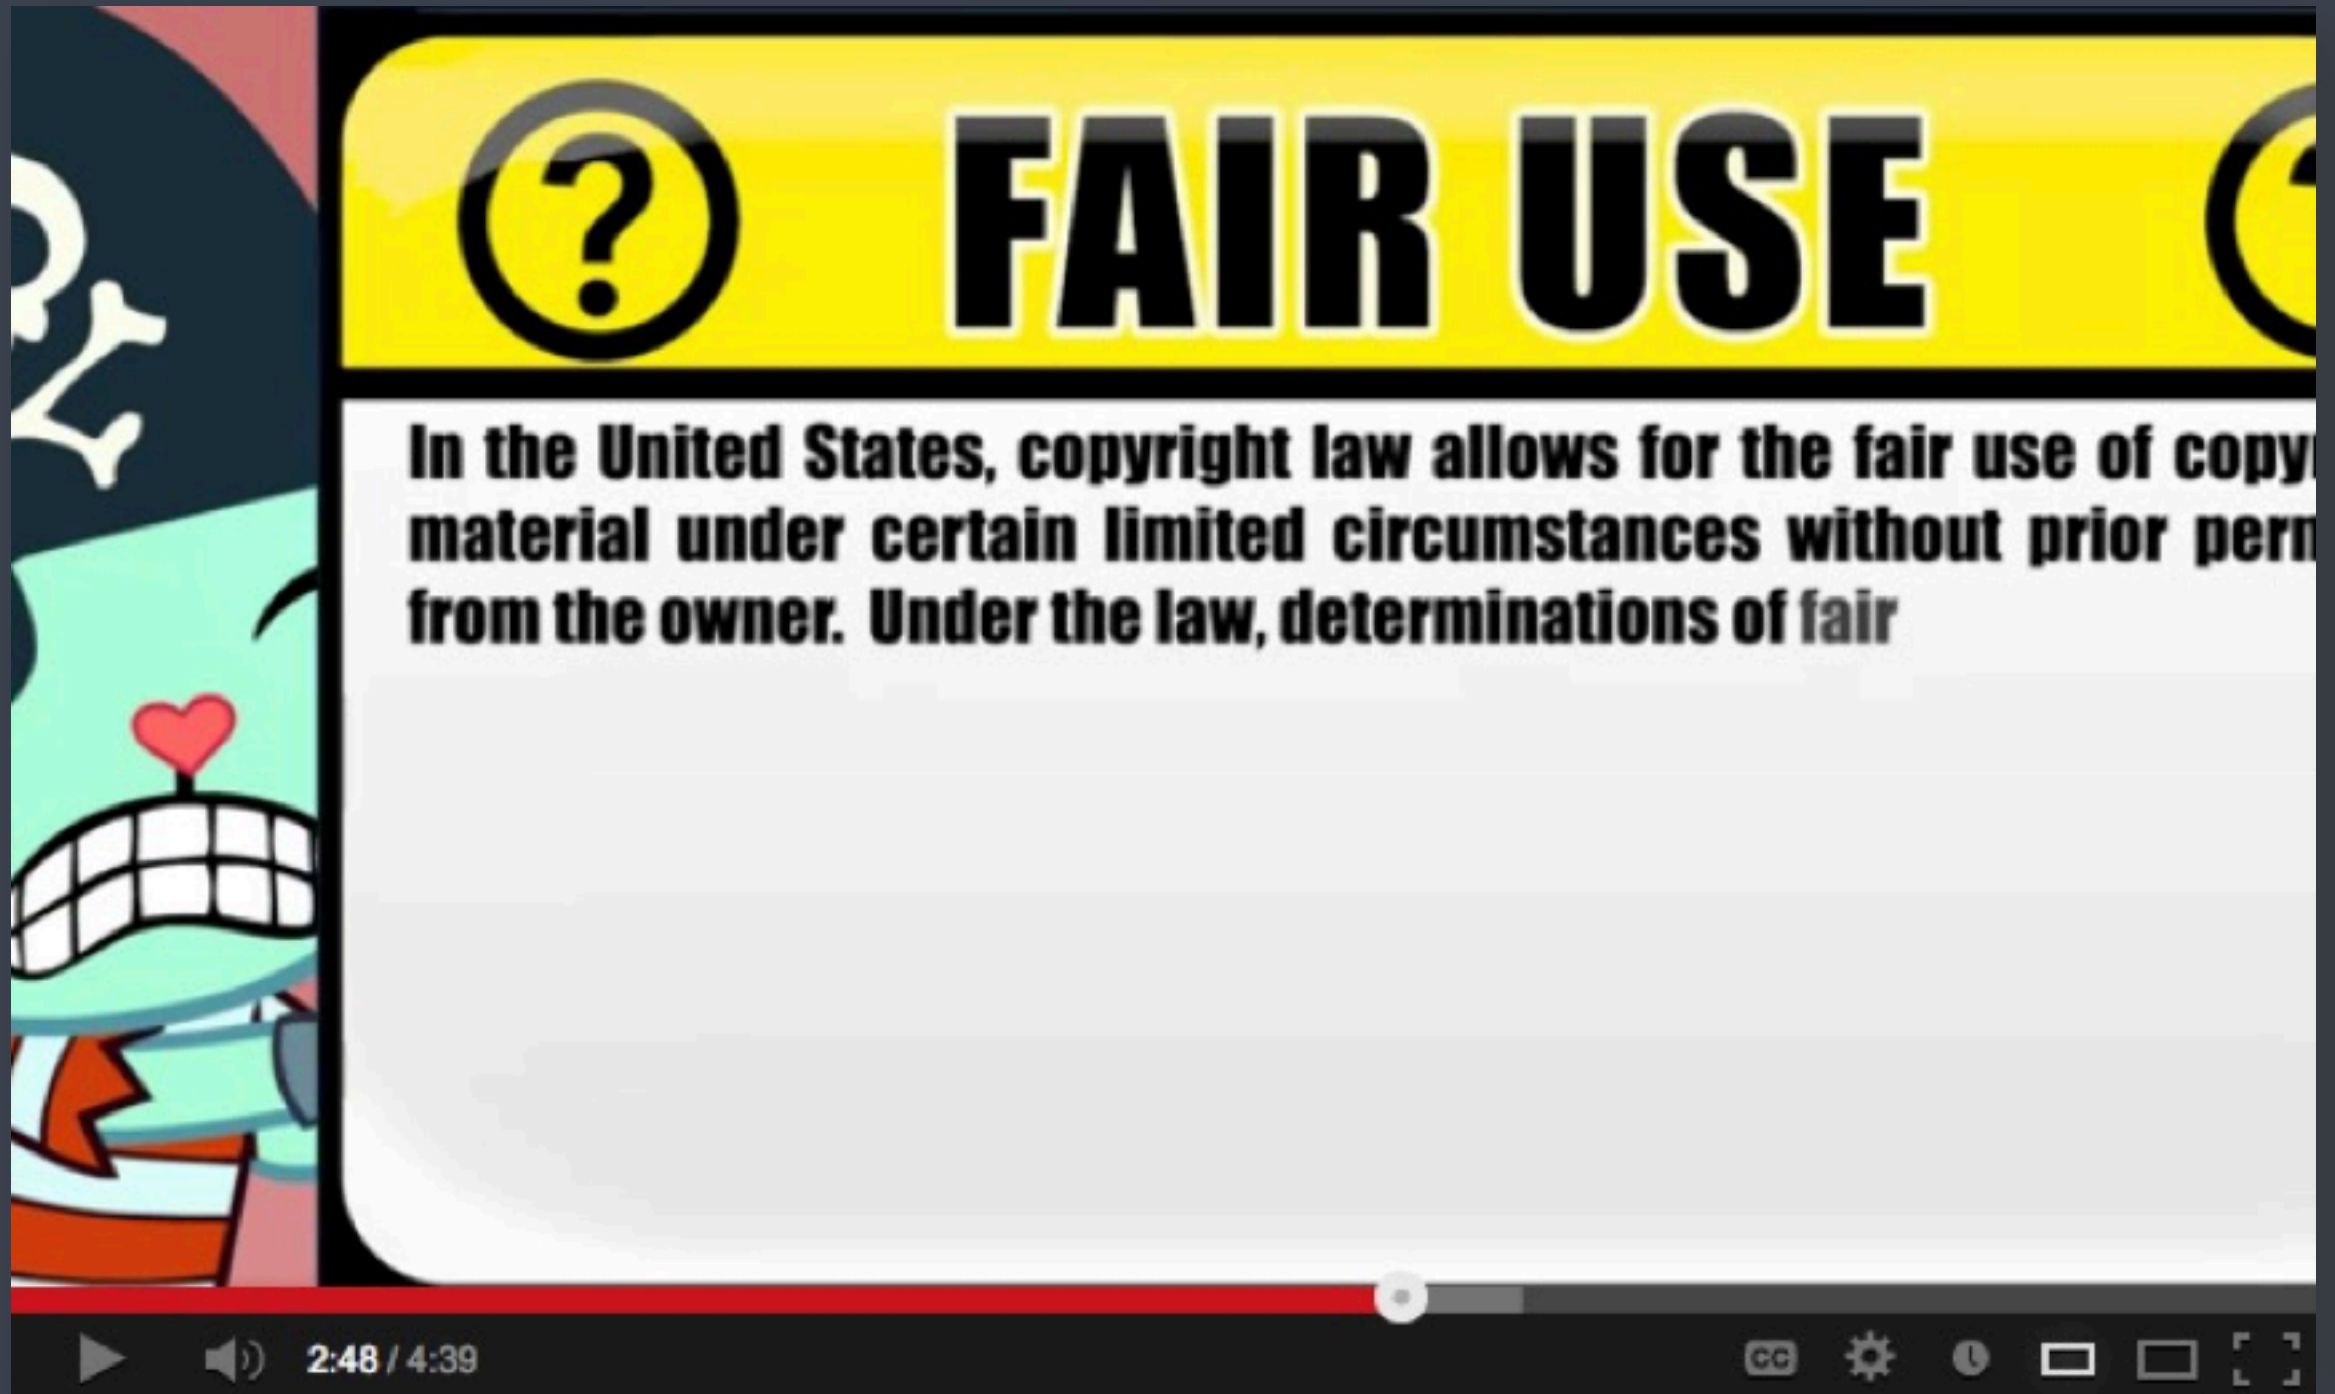 FAIR USE
In the United States, copyright law allows for the fair use of copy
material under certain limited circumstances without prior perm
from the owner. Under the law, determinations of fair
2:48 / 4:39
CC